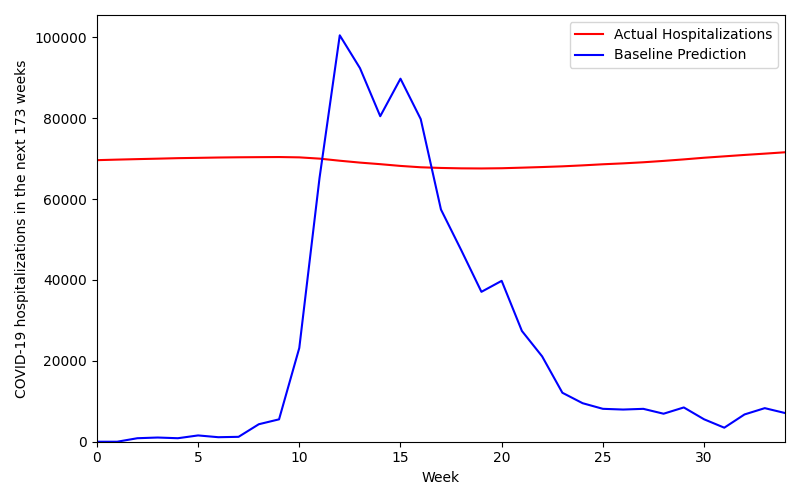 Actual Hospitalizations
Baseline Prediction
COVID-19 hospitalizations in the next 173 weeks
100000
80000
60000
40000
20000
0
0 5 10 15 20 25 30
Week